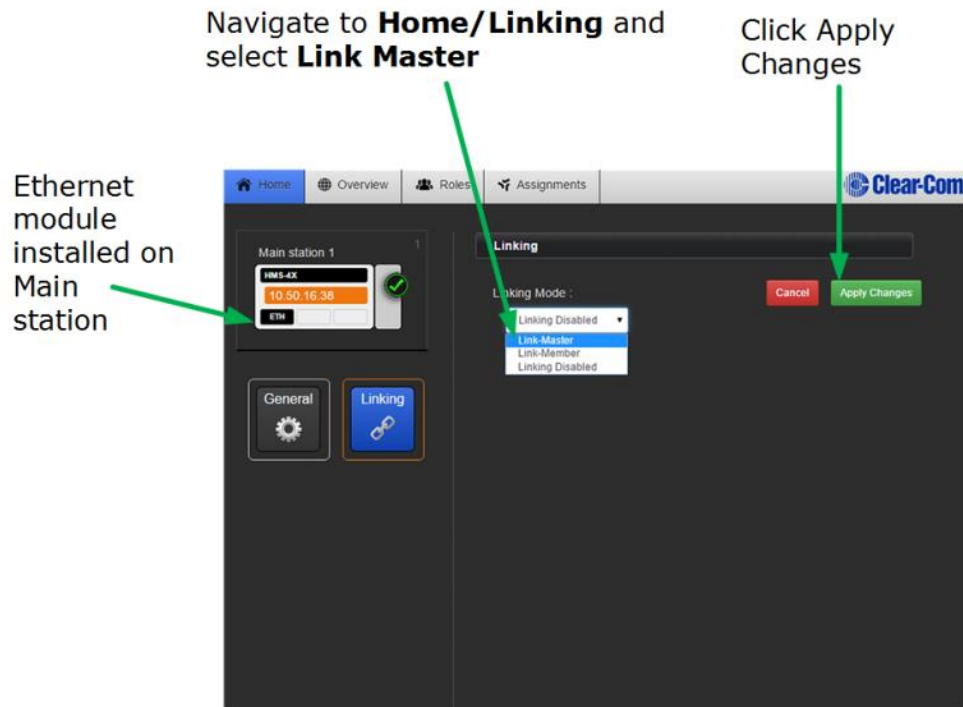 Navigate to Home/Linking and
select Link Master
Click Apply
Changes
Ethernet
module
installed on
Main
station
Home
Overview
Roles
Assignments
Clear-Com
Main station 1
1
HMS-4X
10.50.16.38
ETH
General
Linking
Linking
Linking Mode :
Cancel
Apply Changes
Linking Disabled
Link-Master
Link-Member
Linking Disabled